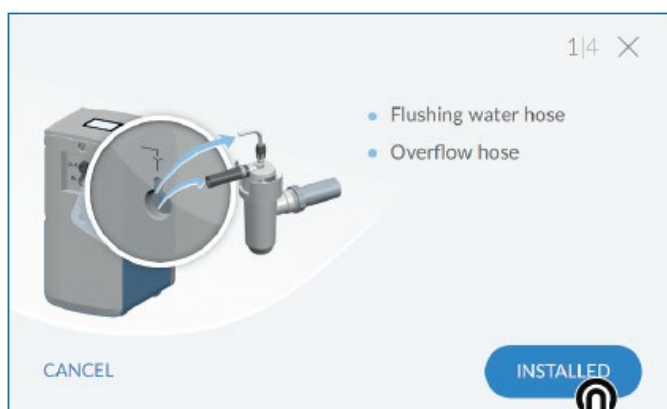 1|4
Flushing water hose
Overflow hose
CANCEL
INSTALLED